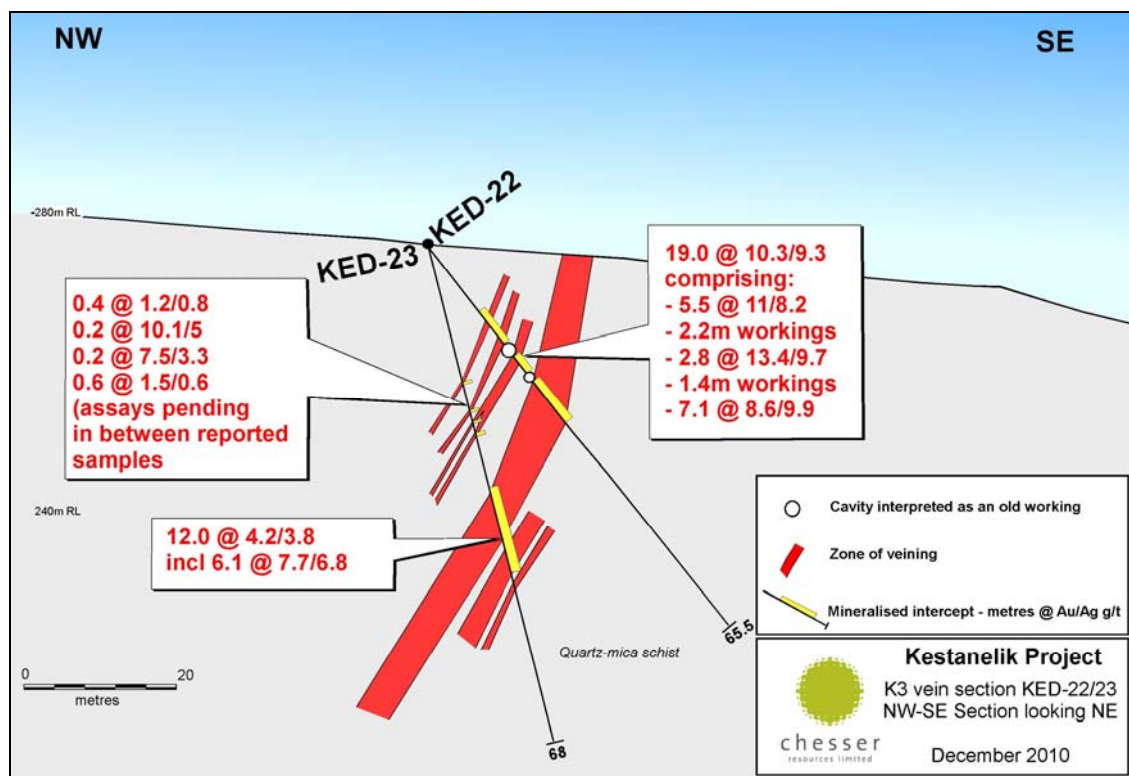 NW
SE
-280m RL
KED-22
KED-23
19.0 @ 10.3/9.3
comprising:
- 5.5 @ 11/8.2
- 2.2m workings
- 2.8 @ 13.4/9.7
- 1.4m workings
- 7.1 @ 8.6/9.9
0.4 @ 1.2/0.8
0.2 @ 10.1/5
0.2 @ 7.5/3.3
0.6 @ 1.5/0.6
(assays pending
in between reported
samples
240m RL
12.0 @ 4.2/3.8
incl 6.1 @ 7.7/6.8
Cavity interpreted as an old working
Zone of veining
Mineralised intercept - metres @ Au/Ag g/t
65.5
68
Quartz-mica schist
0 20
metres
Kestanelik Project
K3 vein section KED-22/23
NW-SE Section looking NE
December 2010
chesser
resources limited